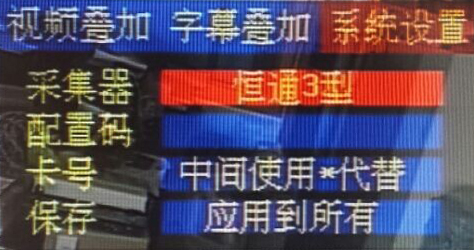 视频叠加 字幕叠加 系统设置
采集器 恒通3型
配置码
卡号 中间使用*代替
保存 应用到所有